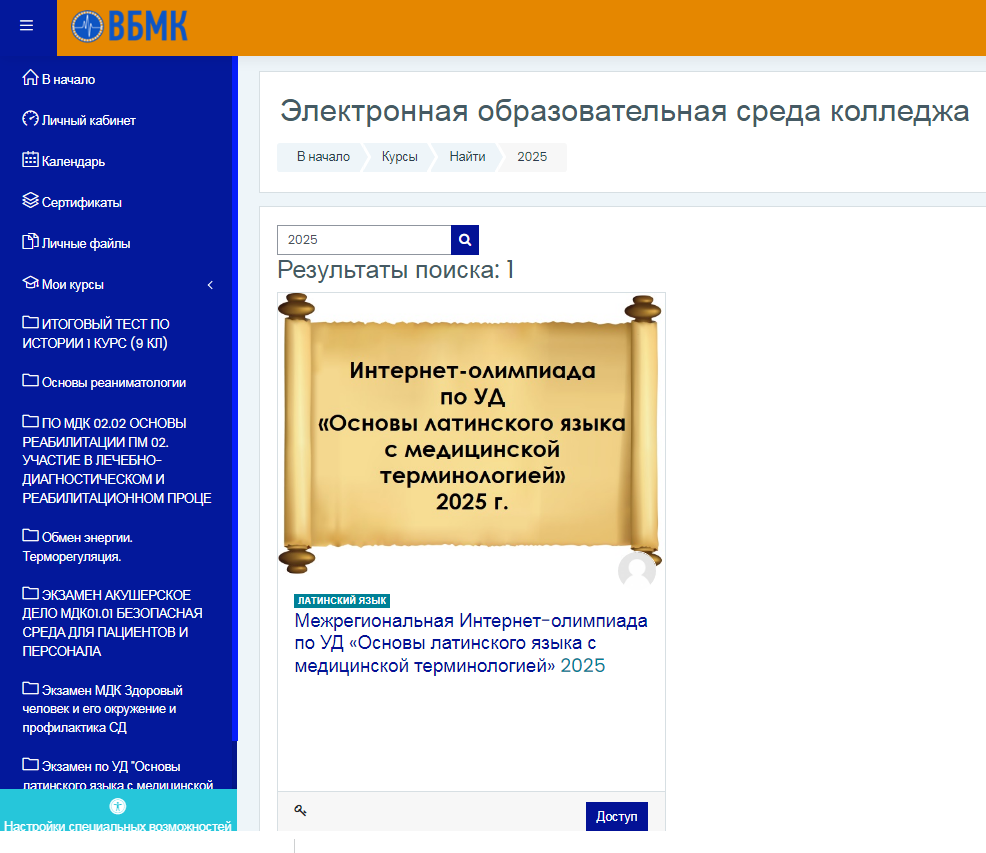 ВБМК
В начало
Личный кабинет
Календарь
Сертификаты
Личные файлы
Мои курсы
ИТОГОВЫЙ ТЕСТ ПО
ИСТОРИИ 1 КУРС (9 КЛ)
Основы реаниматологии
ПО МДК 02.02 ОСНОВЫ
РЕАБИЛИТАЦИИ ПМ 02.
УЧАСТИЕ В ЛЕЧЕБНО-
ДИАГНОСТИЧЕСКОМ И
РЕАБИЛИТАЦИОННОМ ПРОЦЕ
Обмен энергии.
Терморегуляция.
ЭКЗАМЕН АКУШЕРСКОЕ
ДЕЛО МДК01.01 БЕЗОПАСНАЯ
СРЕДА ДЛЯ ПАЦИЕНТОВ И
ПЕРСОНАЛА
Экзамен МДК Здоровый
человек и его окружение и
профилактика СД
Экзамен по УД "Основы
латинского языка с медицинской
Настройки специальных возможностей
Электронная образовательная среда колледжа
В начало Курсы Найти 2025
2025
Результаты поиска: 1
Интернет-олимпиада
по УД
«Основы латинского языка
с медицинской
терминологией»
2025 г.
ЛАТИНСКИЙ ЯЗЫК
Межрегиональная Интернет-олимпиада
по УД «Основы латинского языка с
медицинской терминологией» 2025
Доступ